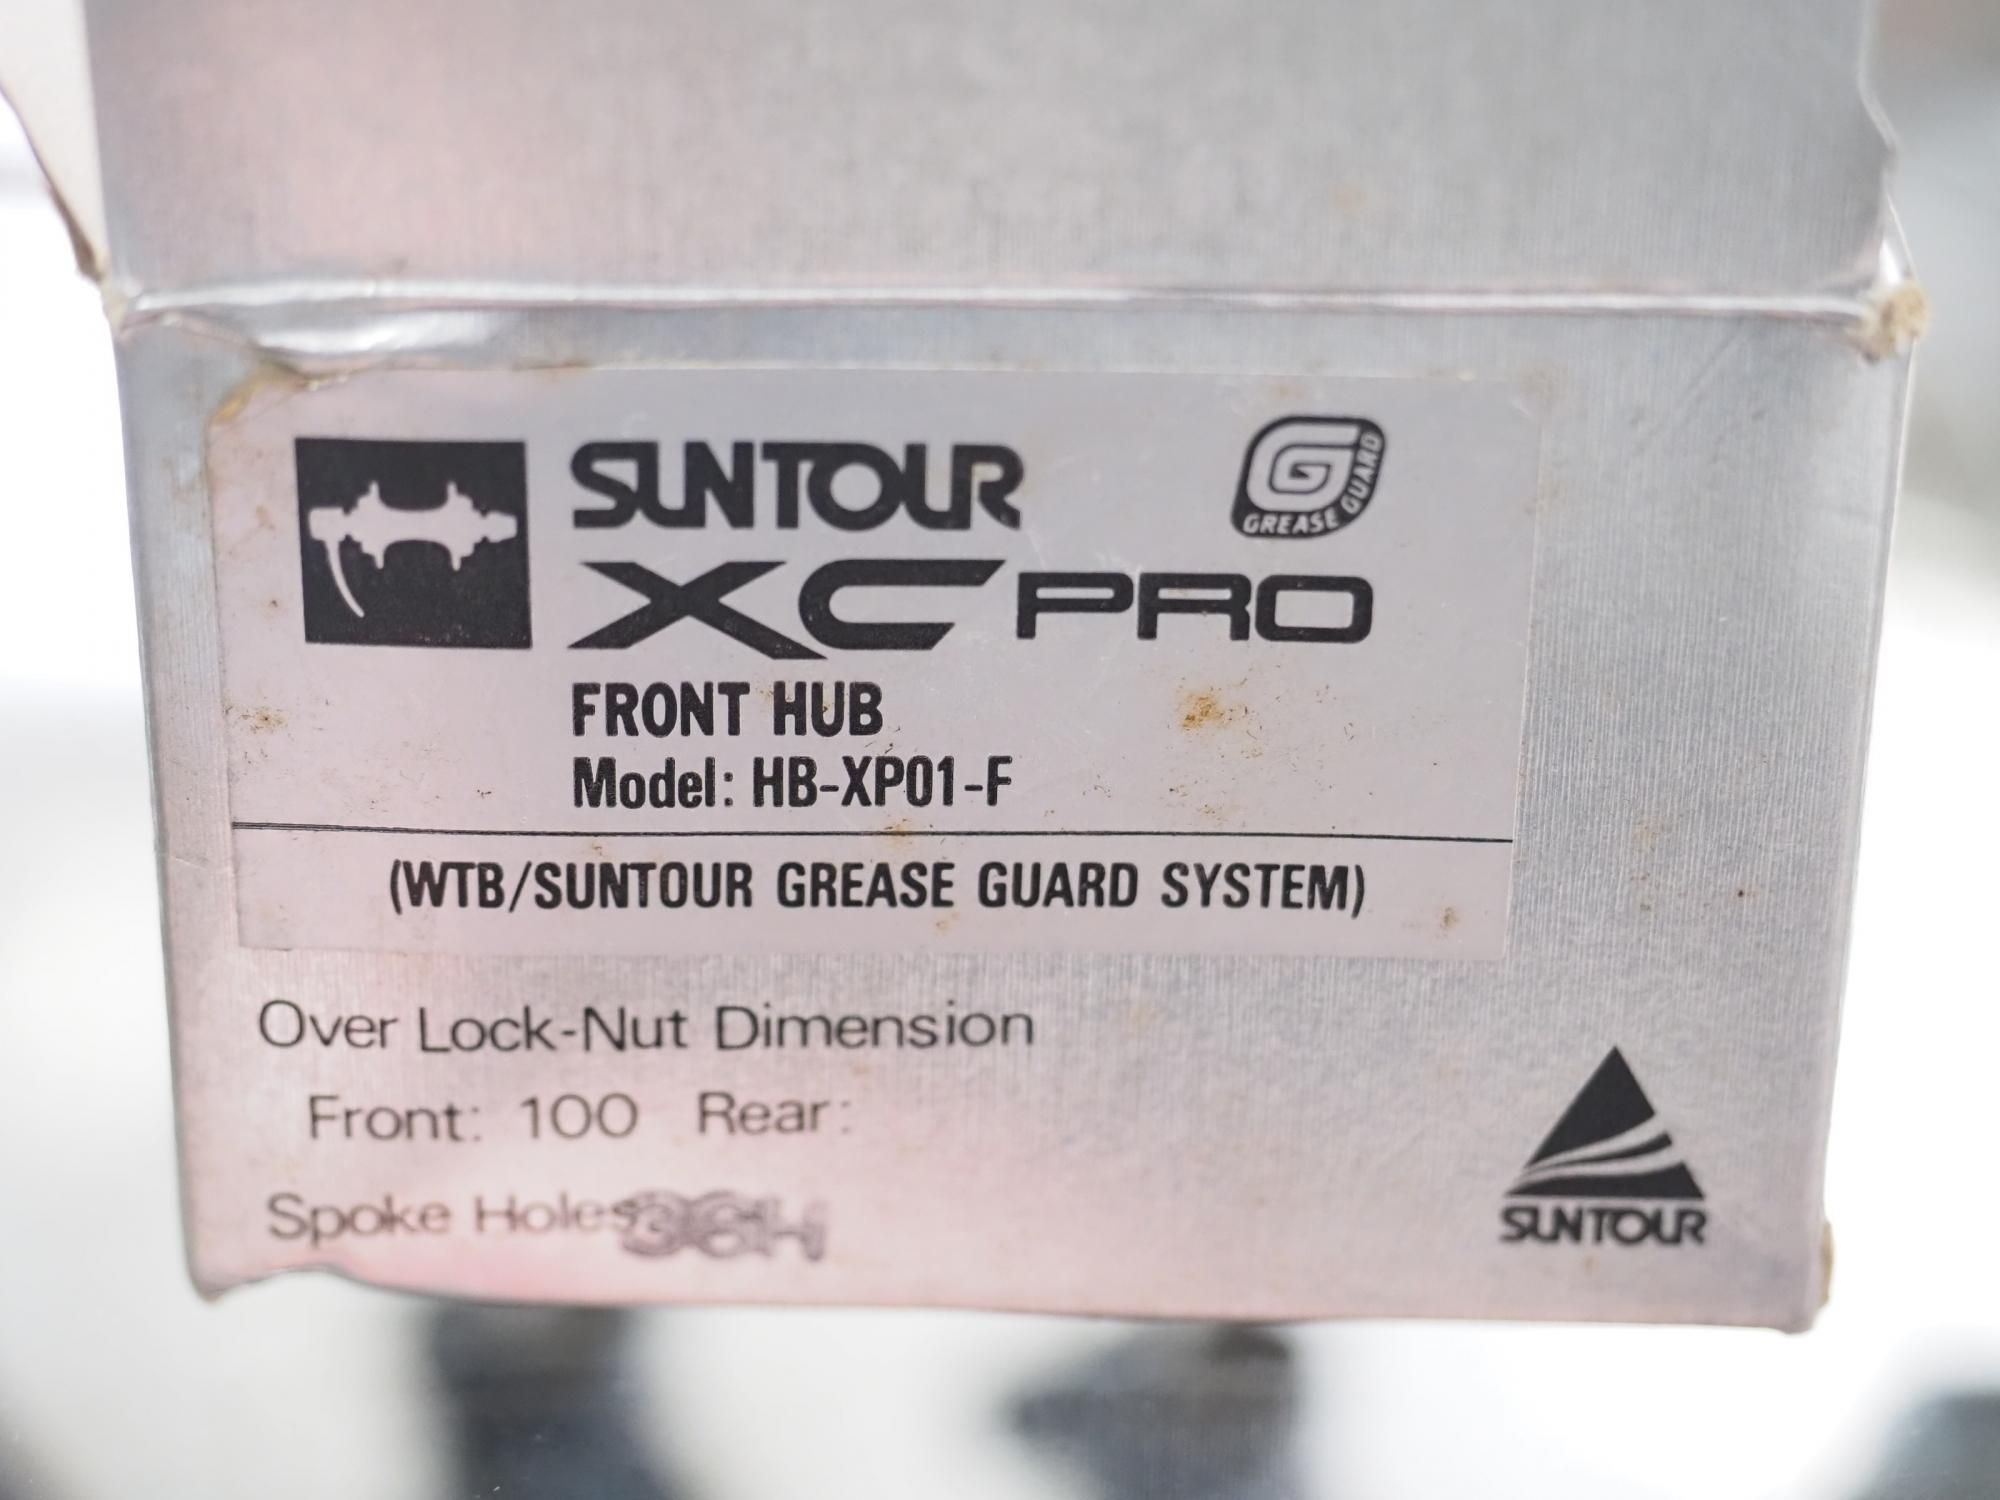 SUNTOUR
G
GREASE GUARD
XC PRO
FRONT HUB
Model: HB-XP01-F
(WTB/SUNTOUR GREASE GUARD SYSTEM)
Over Lock-Nut Dimension
Front: 100 Rear:
Spoke Holes 36H
SUNTOUR